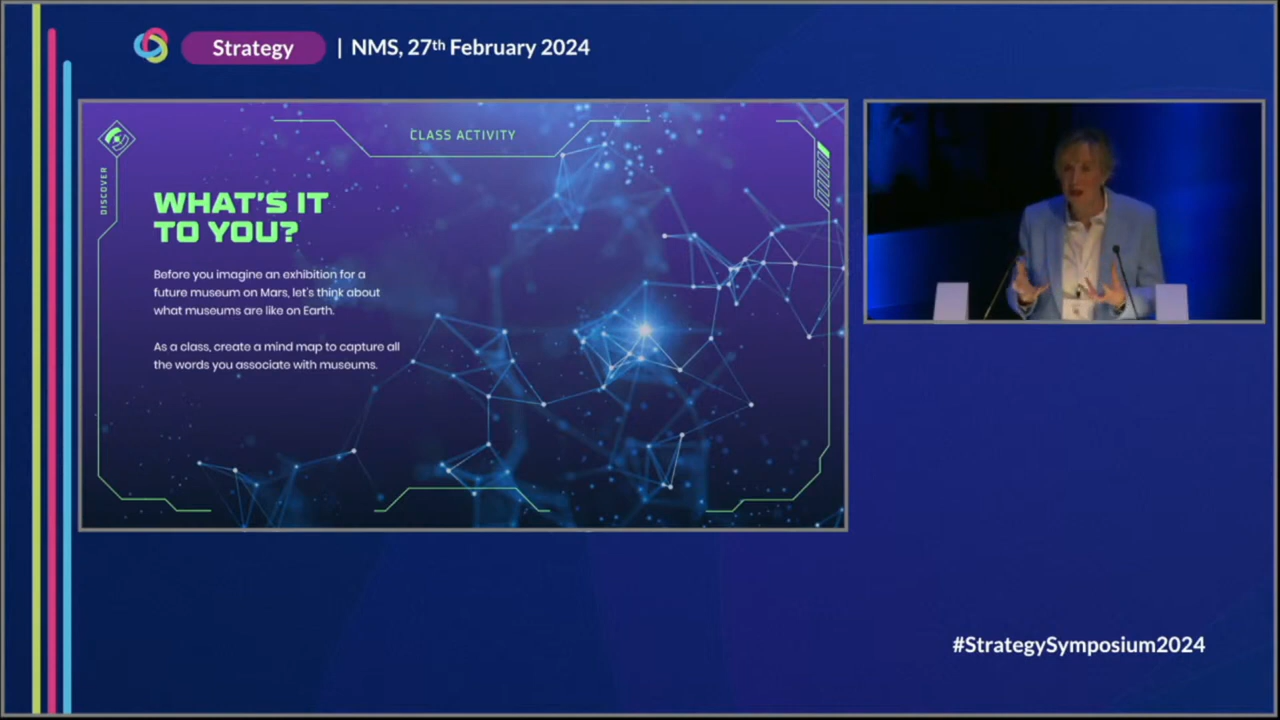 Strategy | NMS, 27th February 2024
CLASS ACTIVITY
DISCOVER
WHAT'S IT
TO YOU?
Before you imagine an exhibition for a
future museum on Mars, let's think about
what museums are like on Earth.
As a class, create a mind map to capture all
the words you associate with museums.
#StrategySymposium2024